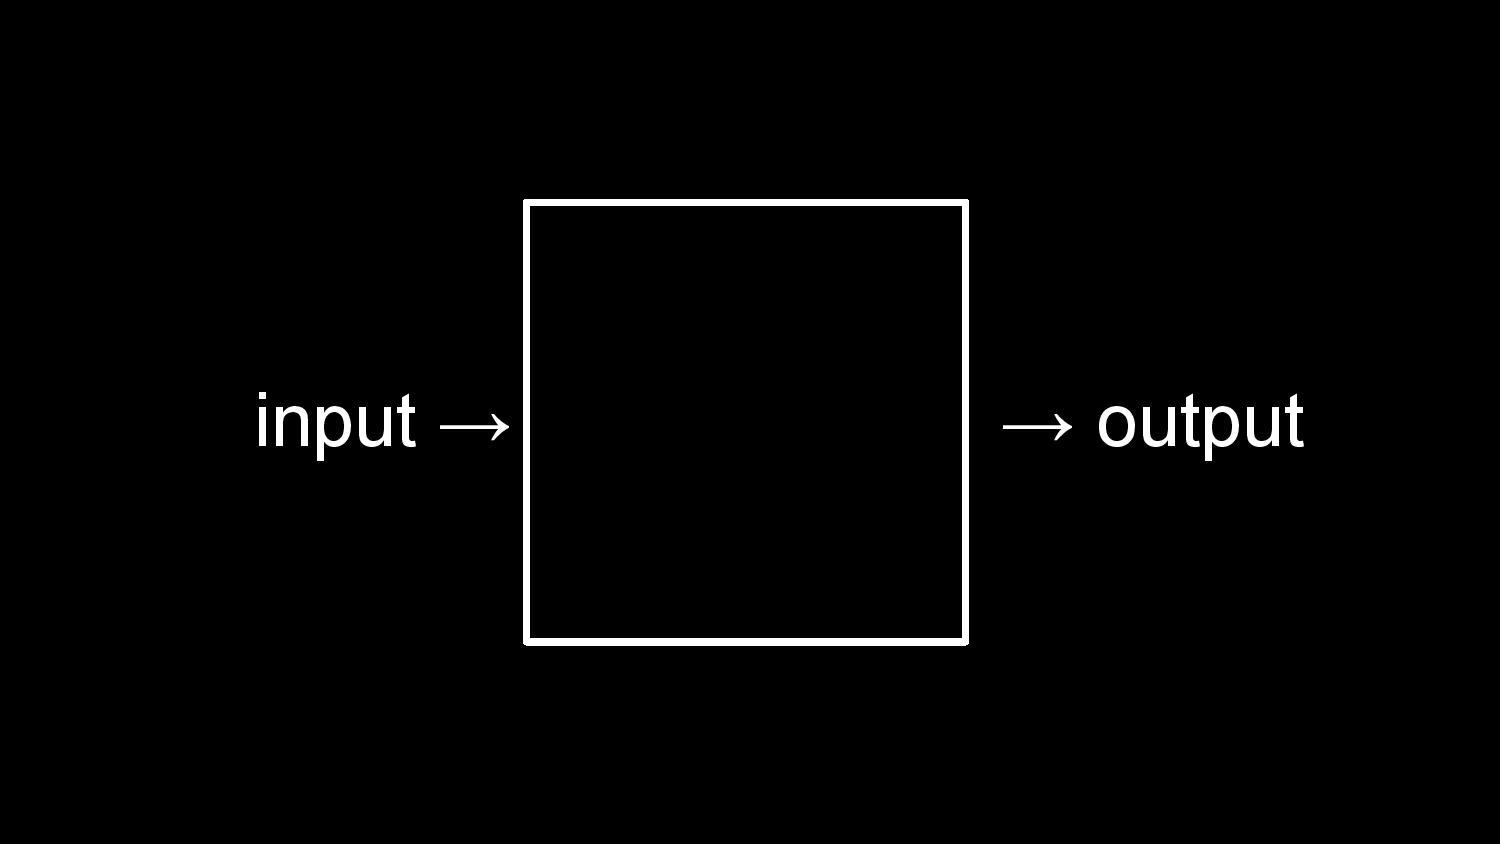 input → → output